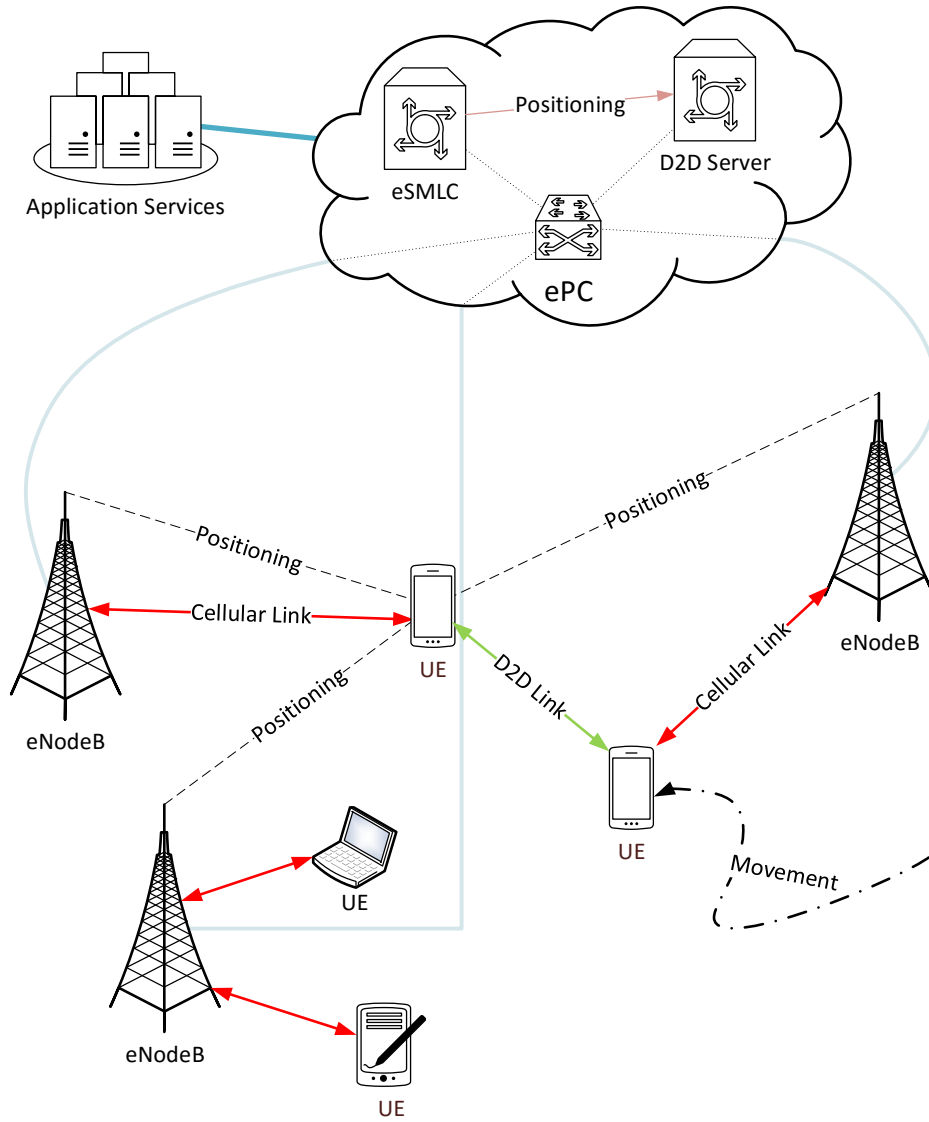 Positioning
D2D Server
eSMLC
Application Services
ePC
Positioning
Positioning
Cellular Link
UE
eNodeB
D2D Link
Cellular Link
Positioning
eNodeB
UE
Movement
UE
eNodeB
UE